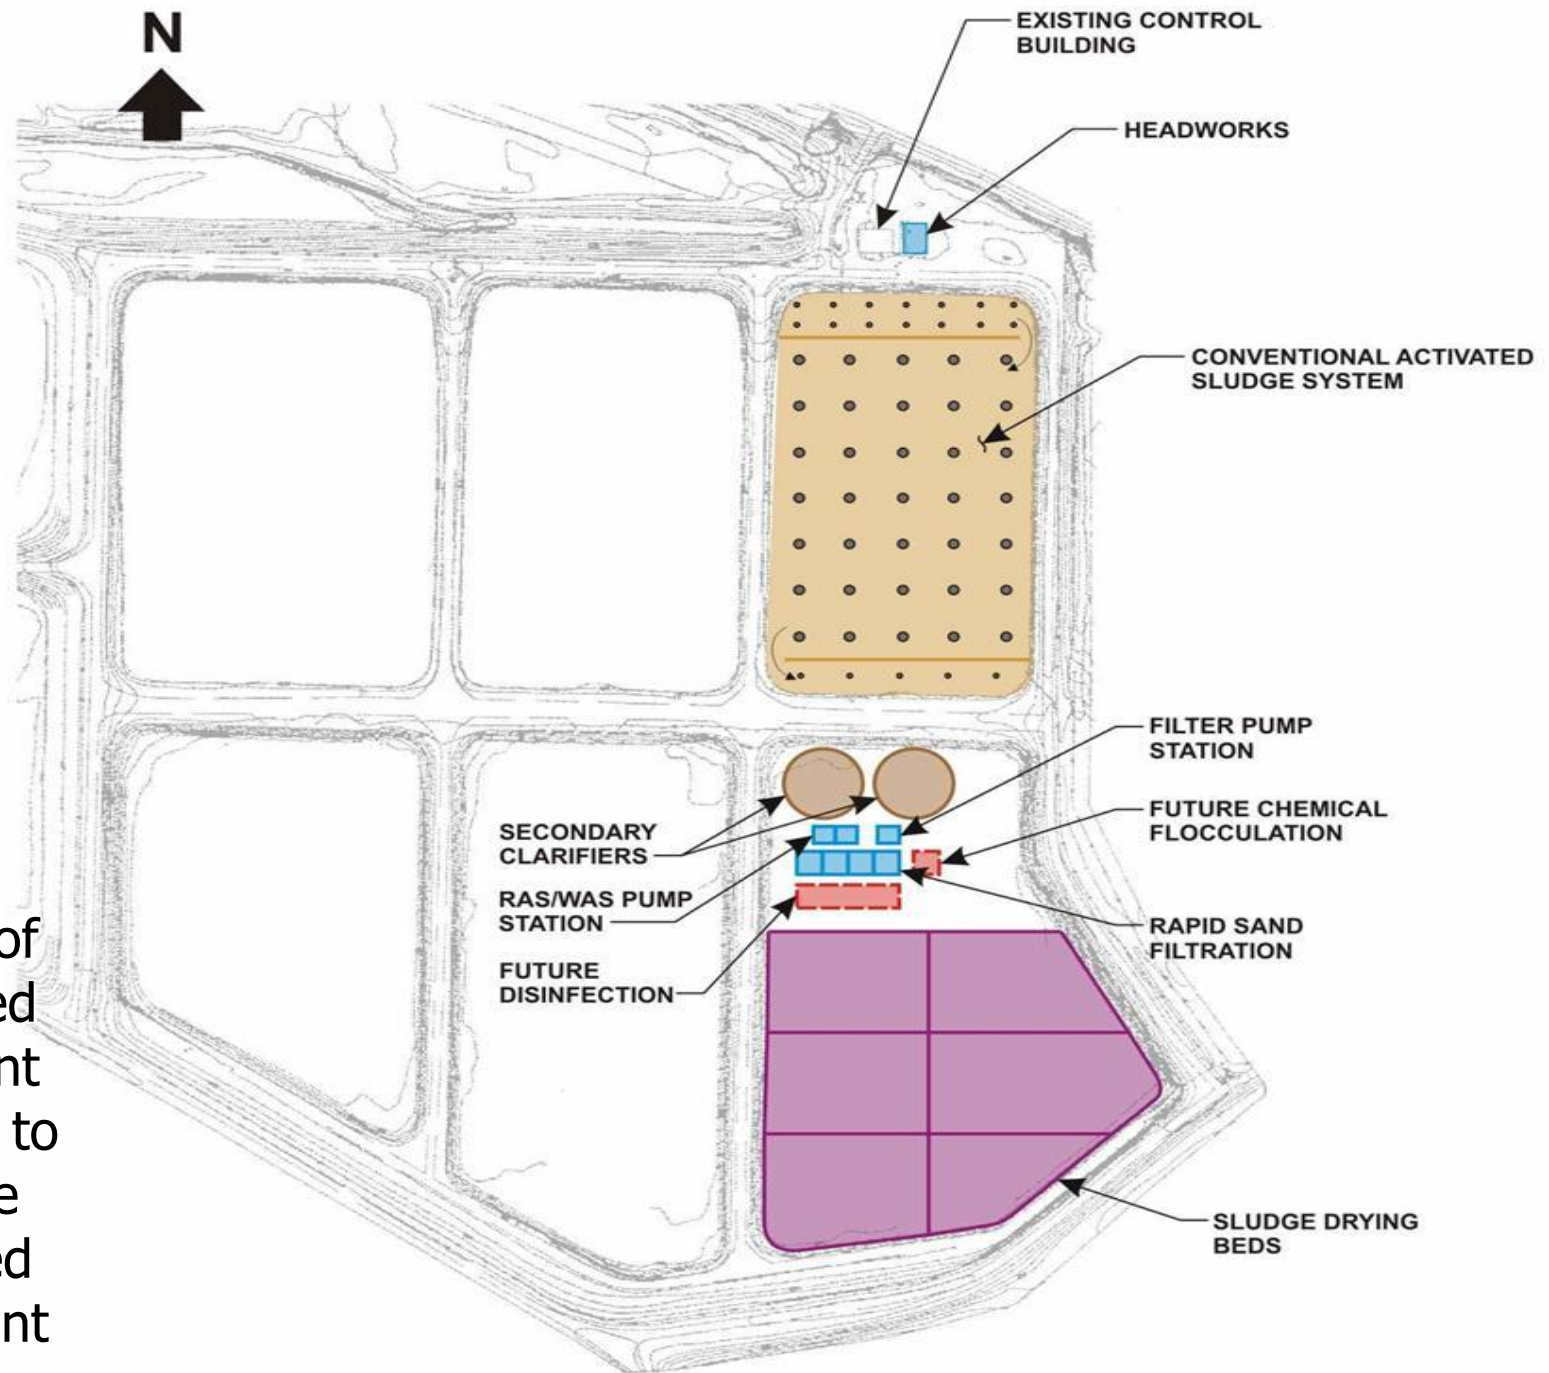 N
EXISTING CONTROL
BUILDING
HEADWORKS
CONVENTIONAL ACTIVATED
SLUDGE SYSTEM
FILTER PUMP
STATION
FUTURE CHEMICAL
FLOCCULATION
SECONDARY
CLARIFIERS
RAS/WAS PUMP
STATION
FUTURE
DISINFECTION
RAPID SAND
FILTRATION
SLUDGE DRYING
BEDS
of
ed
nt
to
e
ed
nt